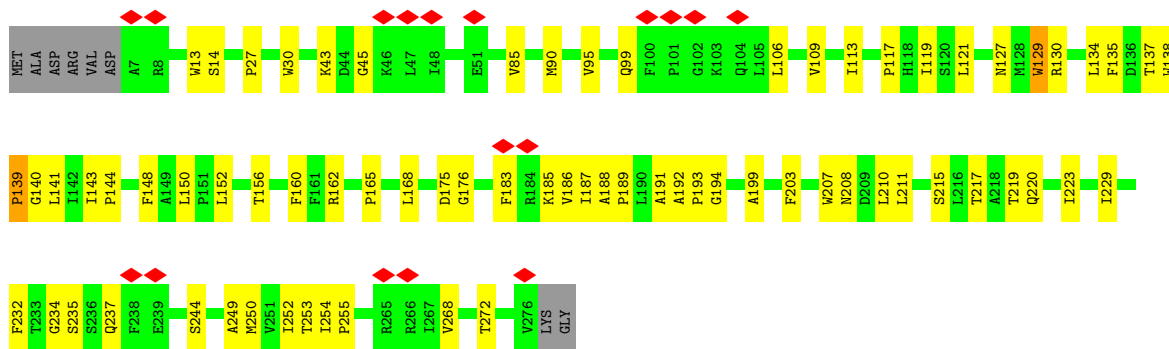 MET ALA ASP ARG VAL ASP A7 R8 W13 S14 P27 W30 K43 D44 G45 K46 L47 I48 E51 V85 M90 V95 Q99 F100 P101 G102 K103 Q104 L105 L106 V109 I113 P117 H118 I119 S120 L121 N127 M128 W129 R130 L134 F135 D136 T137 W138
P139 G140 L141 I142 I143 P144 F148 A149 L150 P151 L152 T156 F160 F161 R162 P165 L168 D175 G176 F183 R184 K185 V186 I187 A188 P189 L190 A191 A192 P193 G194 A199 F203 W207 N208 D209 L210 L211 S215 L216 T217 A218 T219 Q220 I223 I229
F232 T233 G234 S235 S236 Q237 F238 E239 S244 A249 M250 V251 I252 T253 I254 P255 R265 R266 I267 V268 T272 V276 LYS GLY